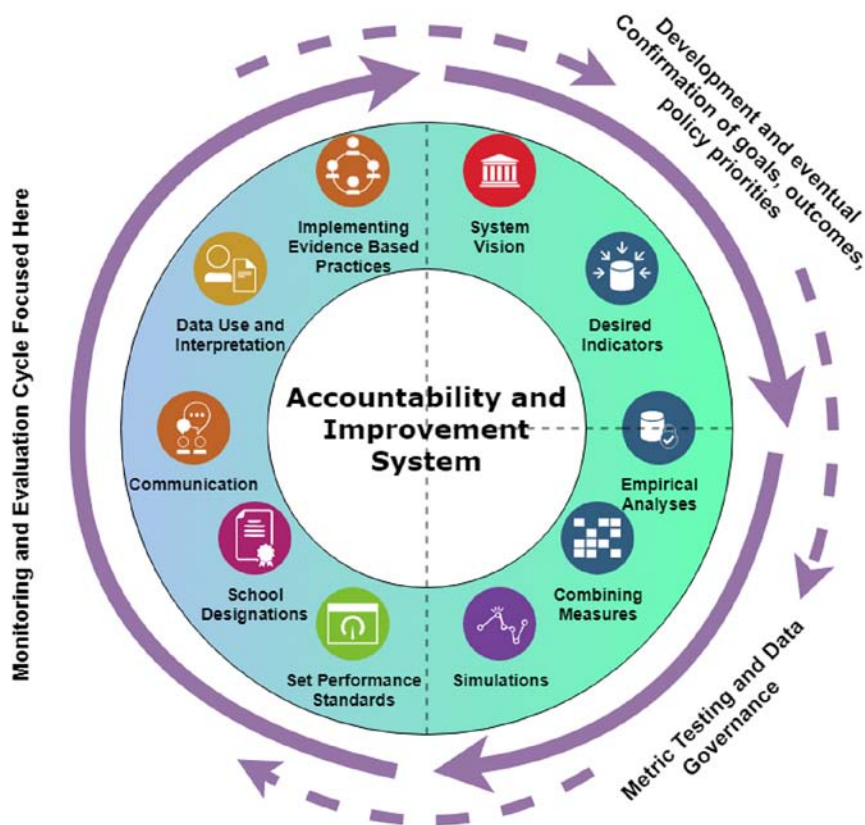 Development and eventual
Confirmation of goals, outcomes,
policy priorities
Monitoring and Evaluation Cycle Focused Here
Implementing
Evidence Based
Practices
System
Vision
Data Use and
Interpretation
Desired
Indicators
Accountability and
Improvement
System
Communication
Empirical
Analyses
School
Designations
Combining
Measures
Set Performance
Standards
Simulations
Metric Testing and Data
Governance